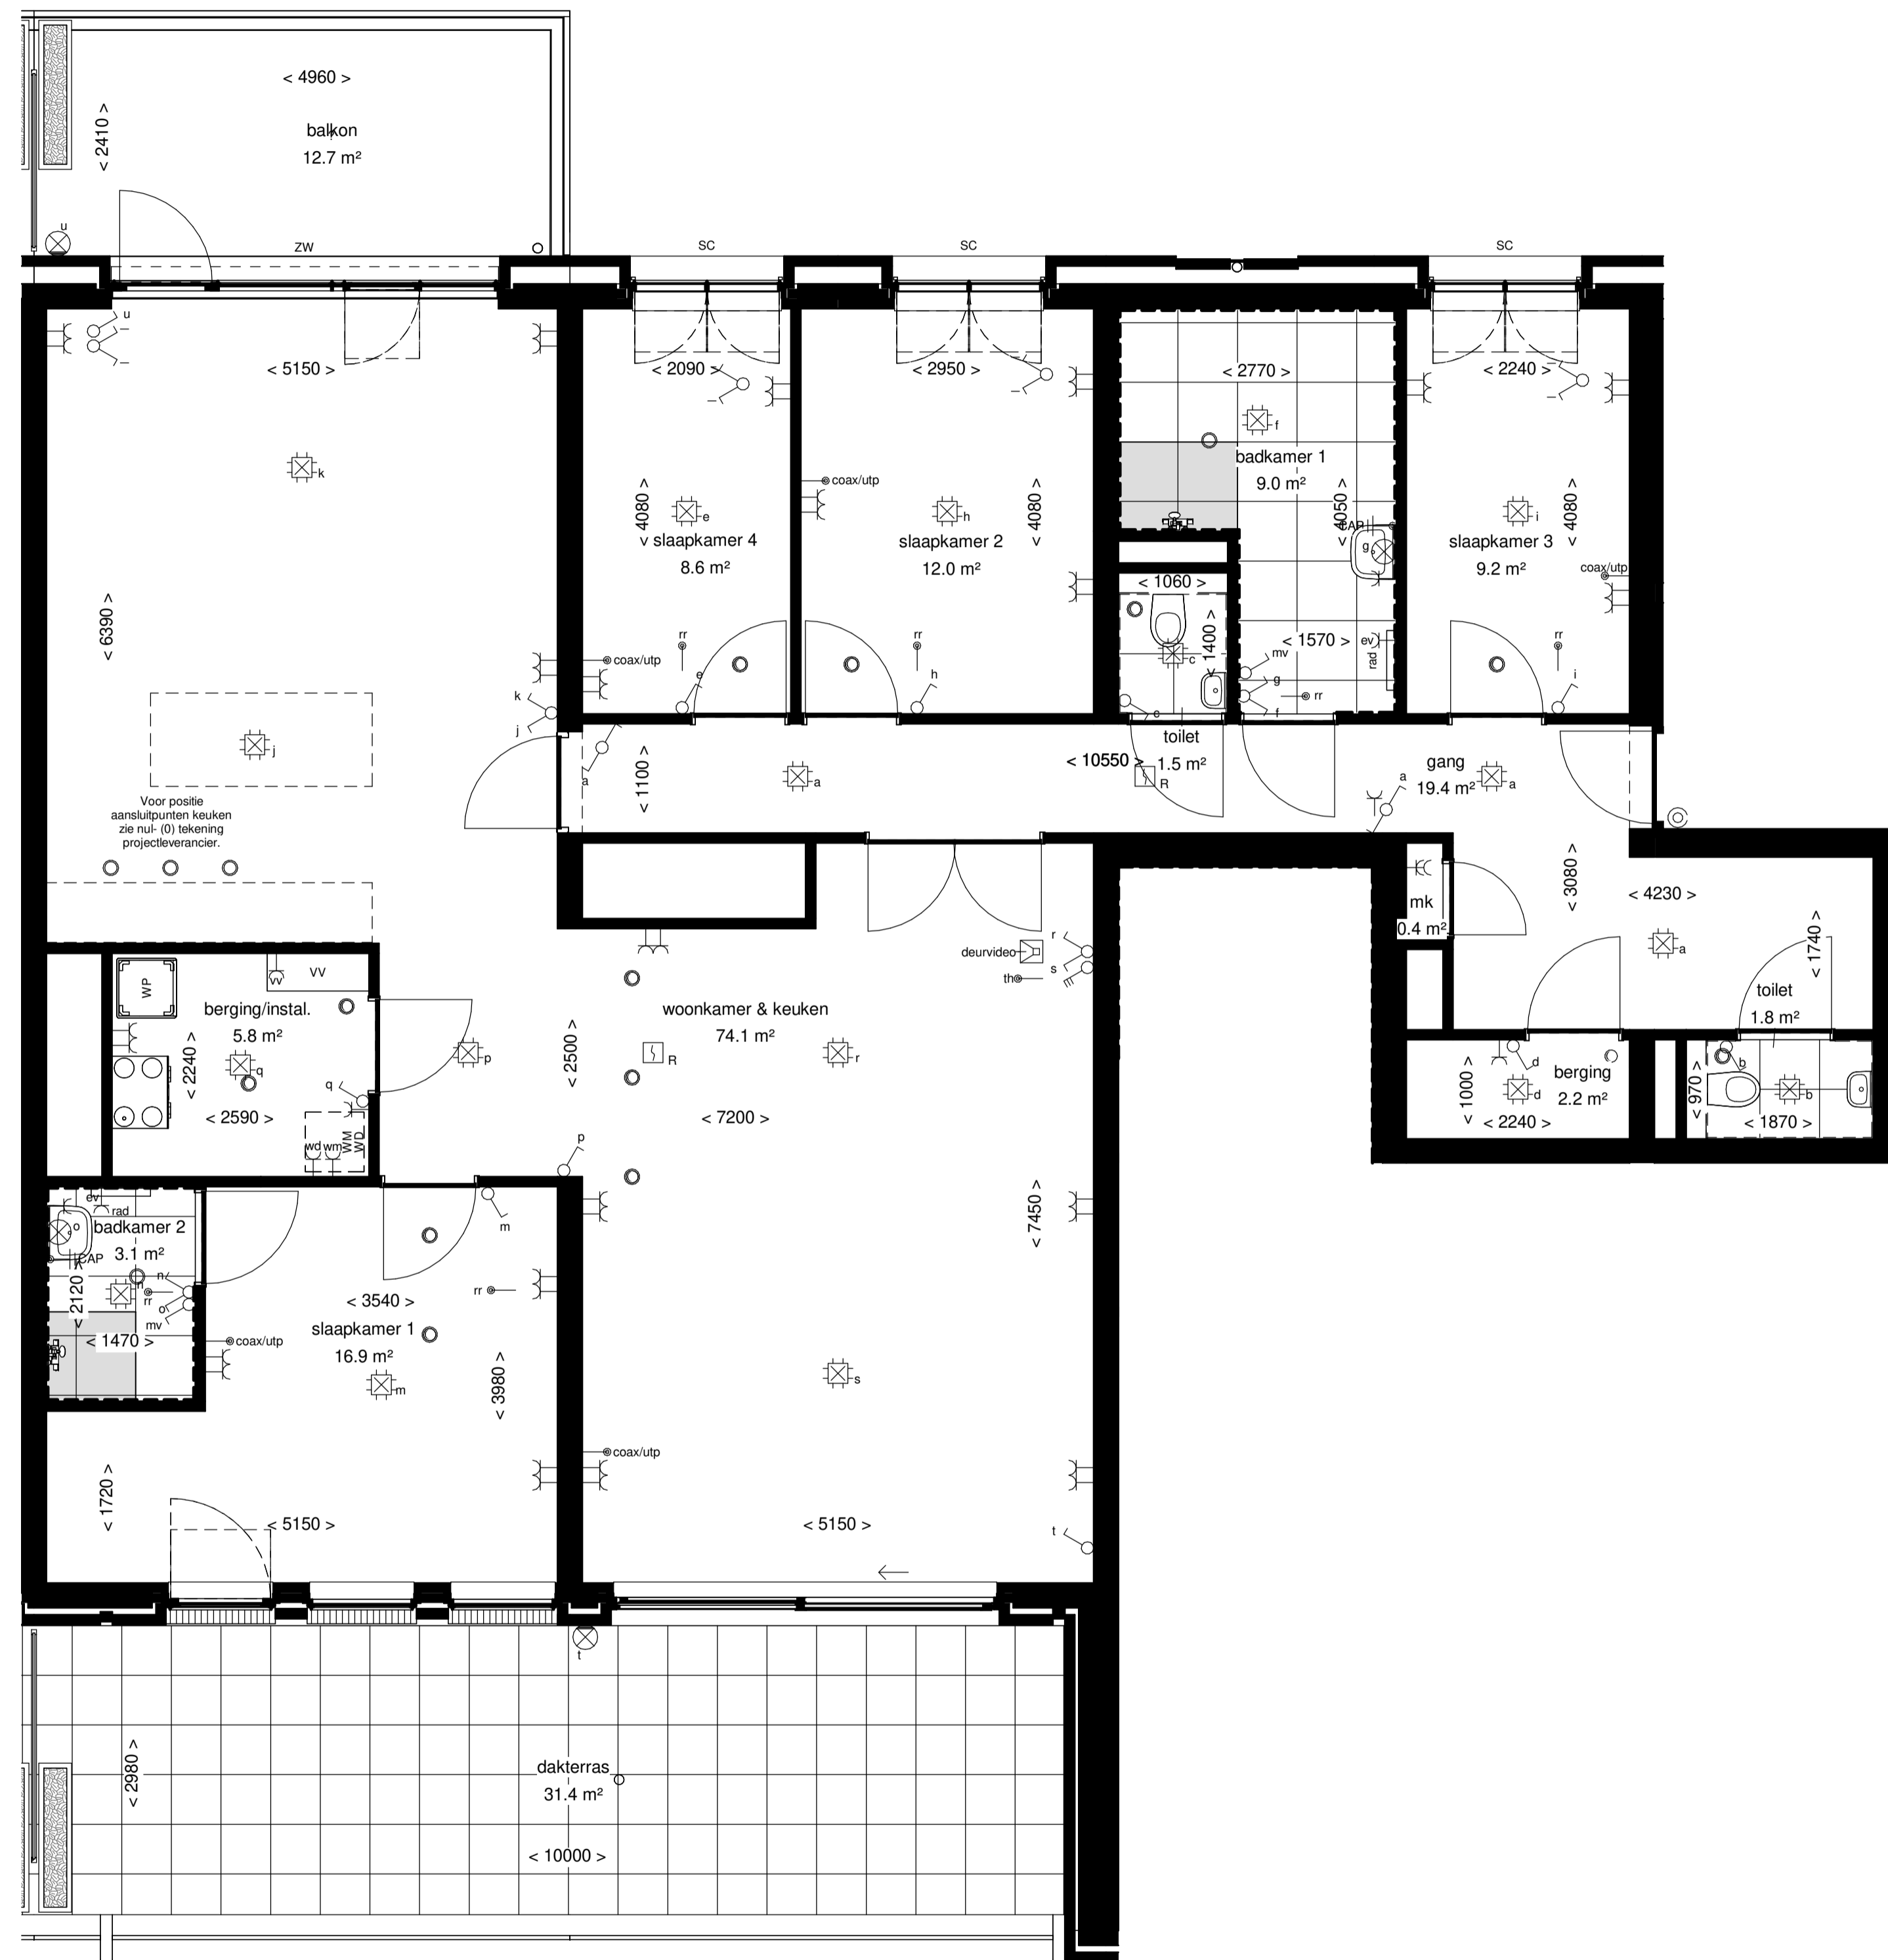 < 4960 >
< 2410 >
balkon
12.7 m²
u
ZW
SC
SC
SC
u
< 5150 >
k
< 6390 >
k
j
j
Voor positie
aansluitpunten keuken
zie nul- (0) tekening
projectleverancier.
< 2090 >
< 4080 >
e
slaapkamer 4
8.6 m²
rr
coax/utp
e
< 2950 >
coax/utp
h
< 4080 >
slaapkamer 2
12.0 m²
rr
h
< 2770 >
f
badkamer 1
9.0 m²
< 4050 >
CAP
g
< 1570 >
ev
rad
mv
g
f
rr
< 1060 >
< 1400 >
c
c
toilet
1.5 m²
< 2240 >
i
< 4080 >
slaapkamer 3
9.2 m²
coax/utp
rr
i
a
< 1100 >
a
< 10550 >
R
a
gang
19.4 m²
a
< 3080 >
< 4230 >
mk
0.4 m²
a
< 1740 >
toilet
1.8 m²
b
b
< 970 >
< 1870 >
d
d
berging
2.2 m²
< 1000 >
< 2240 >
WP
VV
VV
berging/instal.
5.8 m²
< 2240 >
q
q
< 2590 >
wd
wm
WM
WD
p
< 2500 >
p
deurvideo
r
s
th
rr
woonkamer & keuken
74.1 m²
R
r
< 7200 >
< 7450 >
s
coax/utp
< 5150 >
t
ev
rad
badkamer 2
3.1 m²
CAP
< 2120 >
n
n
rr
o
mv
< 1470 >
o
m
rr
< 3540 >
slaapkamer 1
16.9 m²
coax/utp
m
< 3980 >
< 1720 >
< 5150 >
t
< 2980 >
dakterras
31.4 m²
< 10000 >